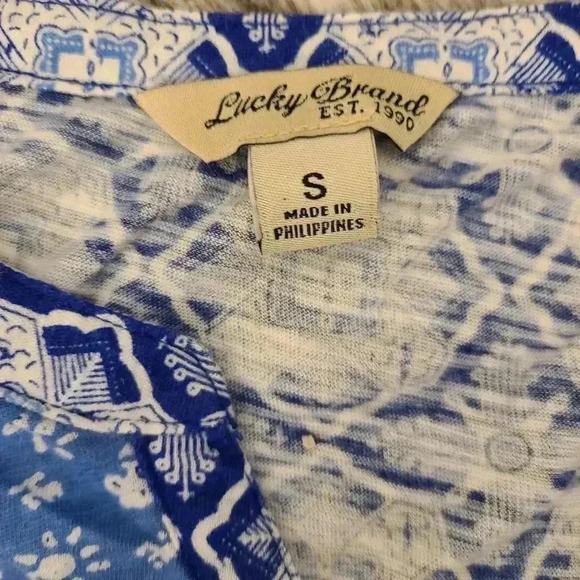 Lucky Brand
EST. 1990
S
MADE IN
PHILIPPINES